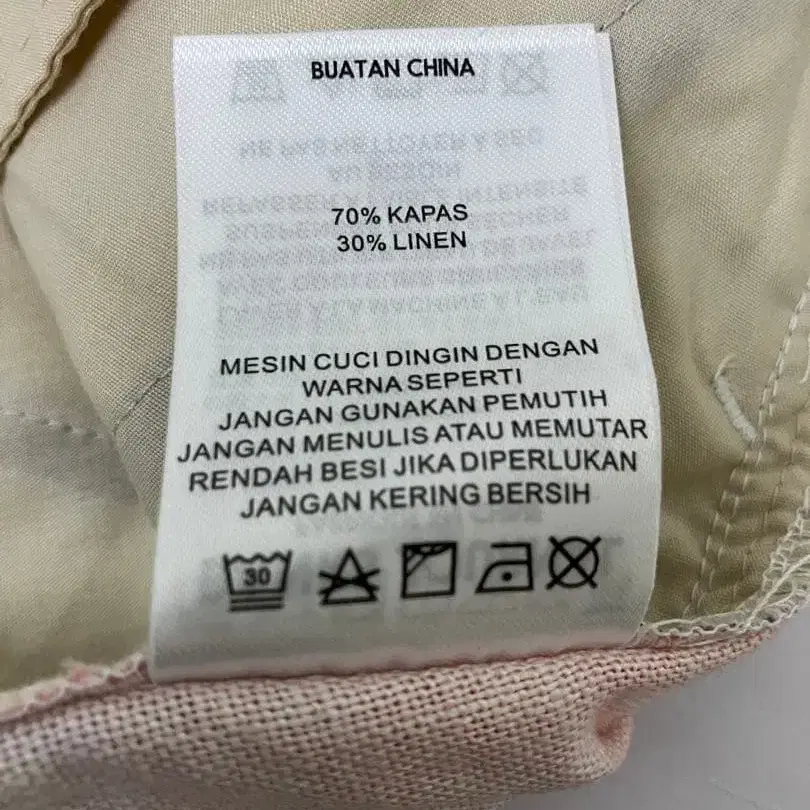 BUATAN CHINA
70% KAPAS
30% LINEN
MESIN CUCI DINGIN DENGAN
WARNA SEPERTI
JANGAN GUNAKAN PEMUTIH
JANGAN MENULIS ATAU MEMUTAR
RENDAH BESI JIKA DIPERLUKAN
JANGAN KERING BERSIH
30